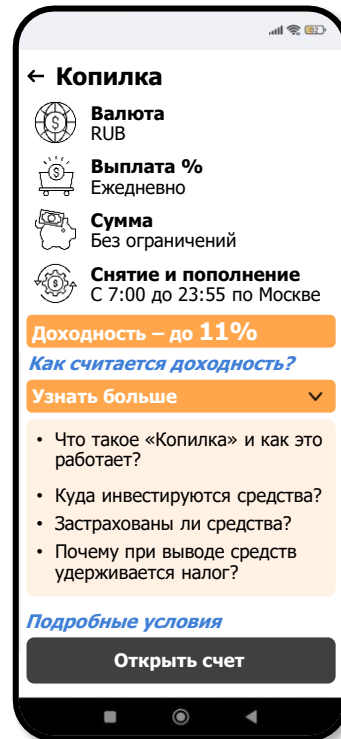 ← Копилка
Валюта
RUB
Выплата %
Ежедневно
Сумма
Без ограничений
Снятие и пополнение
С 7:00 до 23:55 по Москве
Доходность – до 11%
Как считается доходность?
Узнать больше
• Что такое «Копилка» и как это
работает?
• Куда инвестируются средства?
• Застрахованы ли средства?
• Почему при выводе средств
удерживается налог?
Подробные условия
Открыть счет